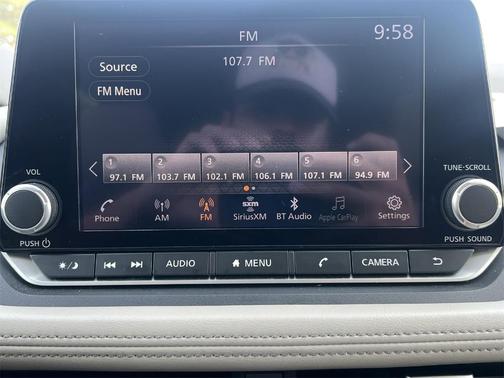 FM 9:58
Source 107.7 FM
FM Menu
1 2 3 4 5 6
97.1 FM 103.7 FM 102.1 FM 106.1 FM 107.1 FM 94.9 FM
VOL TUNE•SCROLL
Phone AM FM SiriusXM BT Audio Apple CarPlay Settings
sxm
PUSH PUSH SOUND
AUDIO MENU CAMERA